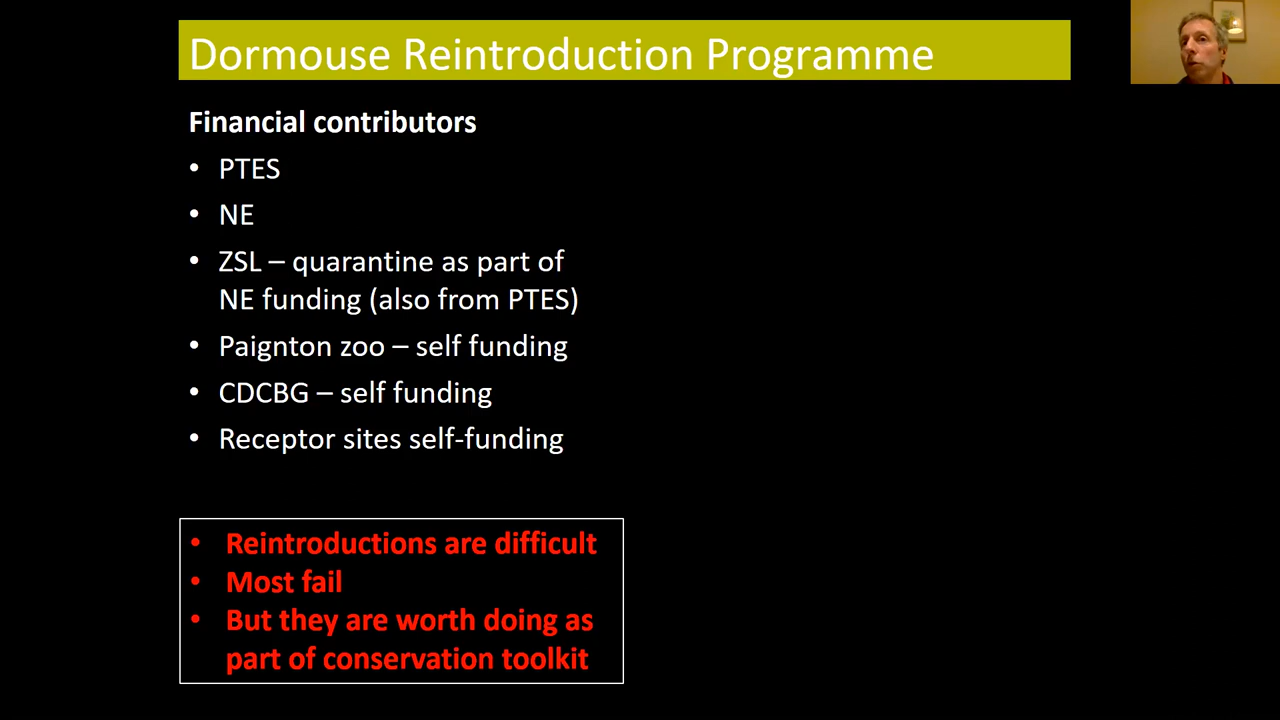 Dormouse Reintroduction Programme
Financial contributors
• PTES
• NE
• ZSL – quarantine as part of
NE funding (also from PTES)
• Paignton zoo – self funding
• CDCBG – self funding
• Receptor sites self-funding
• Reintroductions are difficult
• Most fail
• But they are worth doing as
part of conservation toolkit